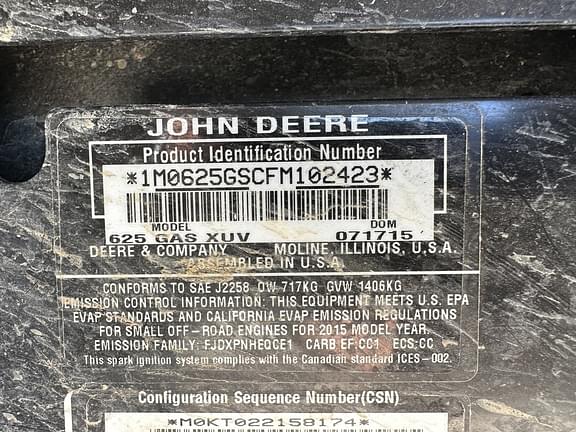 JOHN DEERE
Product Identification Number
*1M0625GSCFM102423*
MODEL DOM
625 GAS XUV 071715
DEERE & COMPANY MOLINE, ILLINOIS, U.S.A.
ASSEMBLED IN U.S.A.
CONFORMS TO SAE J2258 OW 717KG GVW 1406KG
EMISSION CONTROL INFORMATION: THIS EQUIPMENT MEETS U.S. EPA
EVAP STANDARDS AND CALIFORNIA EVAP EMISSION REGULATIONS
FOR SMALL OFF-ROAD ENGINES FOR 2015 MODEL YEAR.
EMISSION FAMILY: FJDXPNHEQCE1 CARB EF:CC1 ECS:CC
This spark ignition system complies with the Canadian standard ICES-002.
Configuration Sequence Number(CSN)
*M0KT022158174*